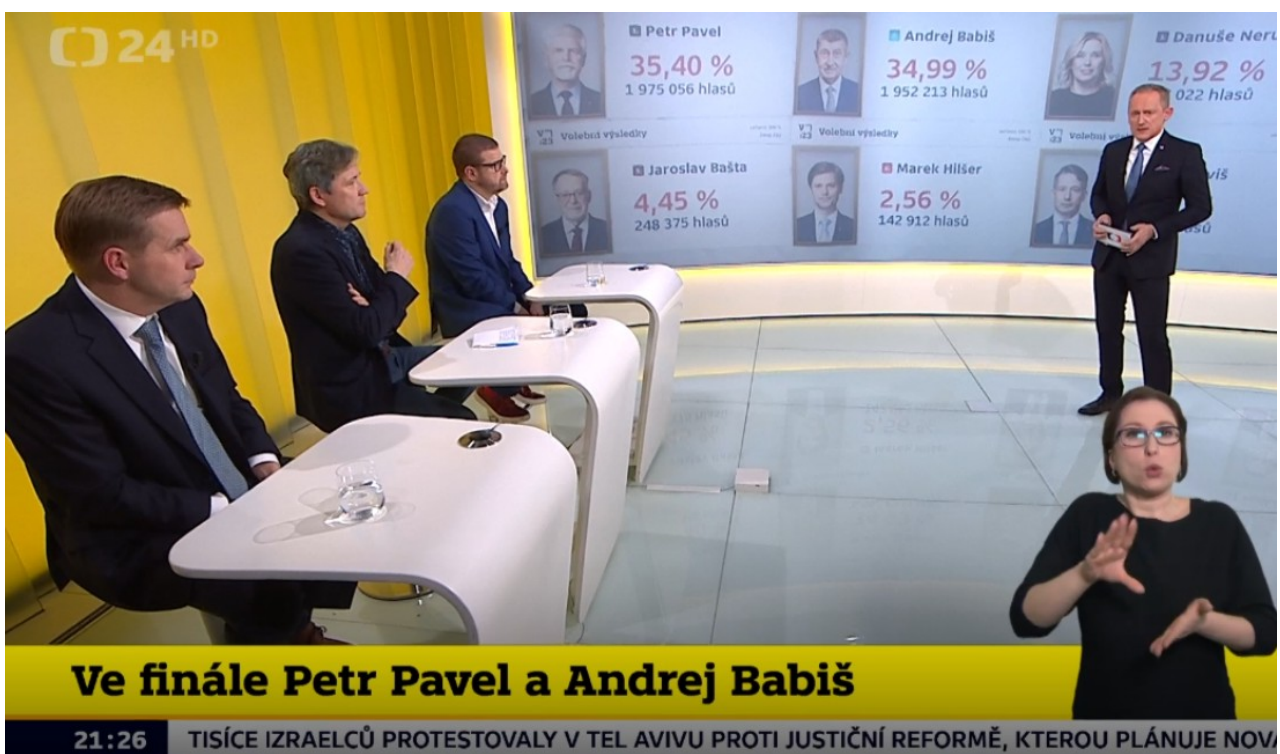 24 HD
Petr Pavel
35,40 %
1 975 056 hlasů
Andrej Babiš
34,99 %
1 952 213 hlasů
Danuše
13,92 %
022 hlasů
Volební výsledky
Volební výsledky
Jaroslav Bašta
4,45 %
248 375 hlasů
Marek Hilšer
2,56 %
142 912 hlasů
Ve finále Petr Pavel a Andrej Babiš
21:26 TISÍCE IZRAELCŮ PROTESTOVALY V TEL AVIVU PROTI JUSTIČNÍ REFORMĚ, KTEROU PLÁNUJE